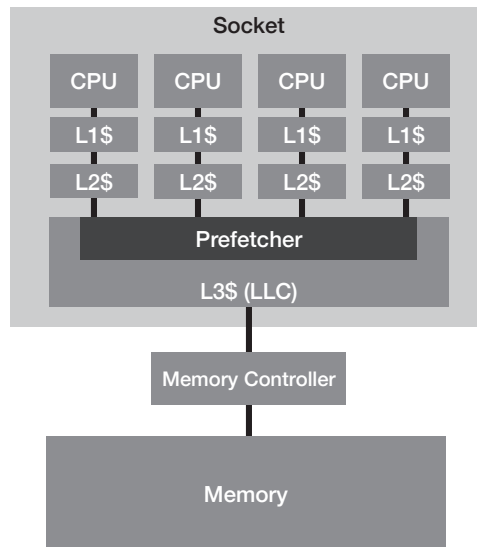 Socket
CPU CPU CPU CPU
L1$ L1$ L1$ L1$
L2$ L2$ L2$ L2$
Prefetcher
L3$ (LLC)
Memory Controller
Memory